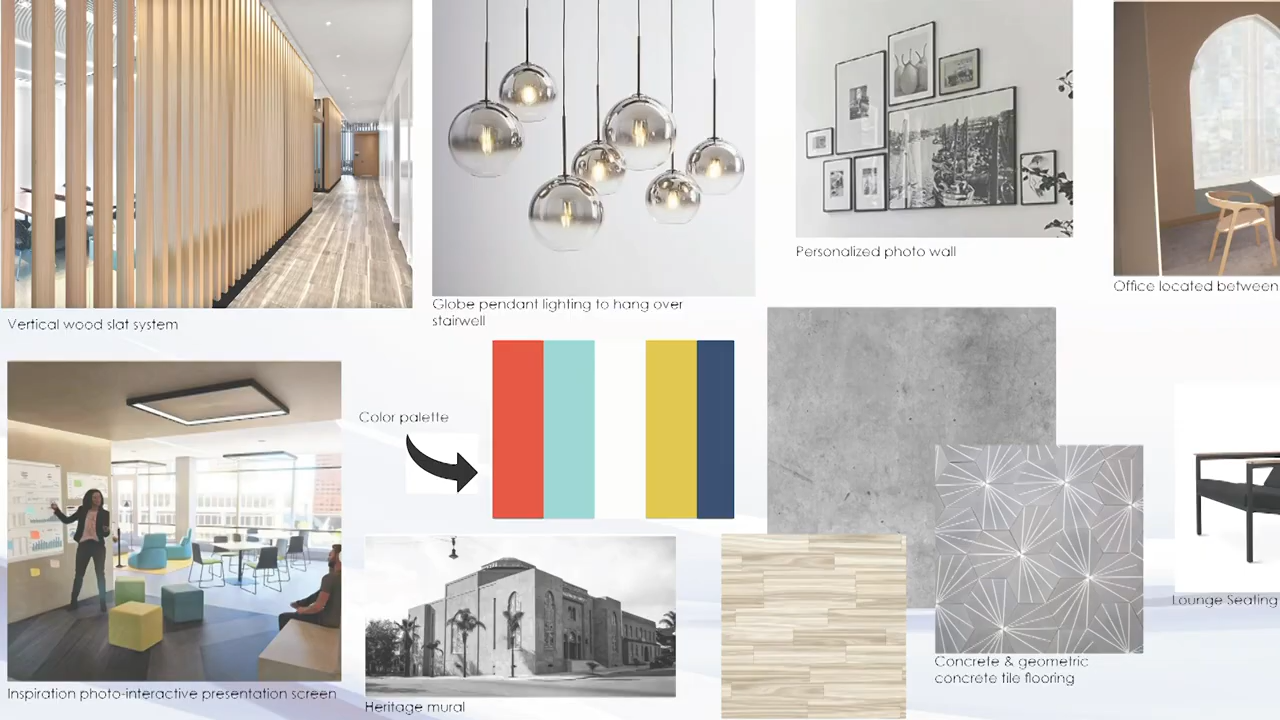 Personalized photo wall
Office located between
Globe pendant lighting to hang over
stairwell
Vertical wood slat system
Color palette
Lounge Seating
Concrete & geometric
concrete tile flooring
Inspiration photo-interactive presentation screen
Heritage mural